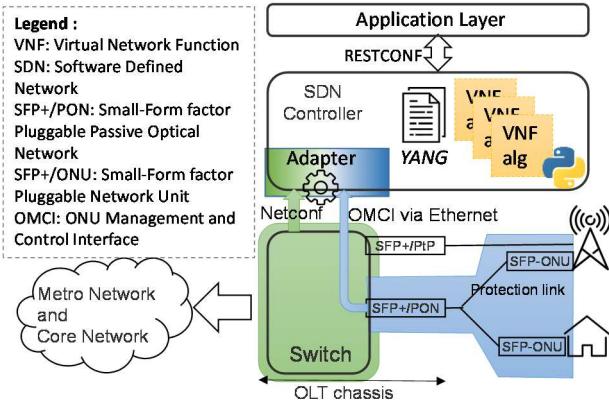 Legend :
VNF: Virtual Network Function
SDN: Software Defined
Network
SFP+/PON: Small-Form factor
Pluggable Passive Optical
Network
SFP+/ONU: Small-Form factor
Pluggable Network Unit
OMCI: ONU Management and
Control Interface
Application Layer
RESTCONF
SDN
Controller
YANG
VNF
a
VNF
a
VNF
alg
Adapter
Netconf
OMCI via Ethernet
SFP+/PtP
SFP-ONU
Protection link
SFP+/PON
SFP-ONU
Switch
OLT chassis
Metro Network
and
Core Network